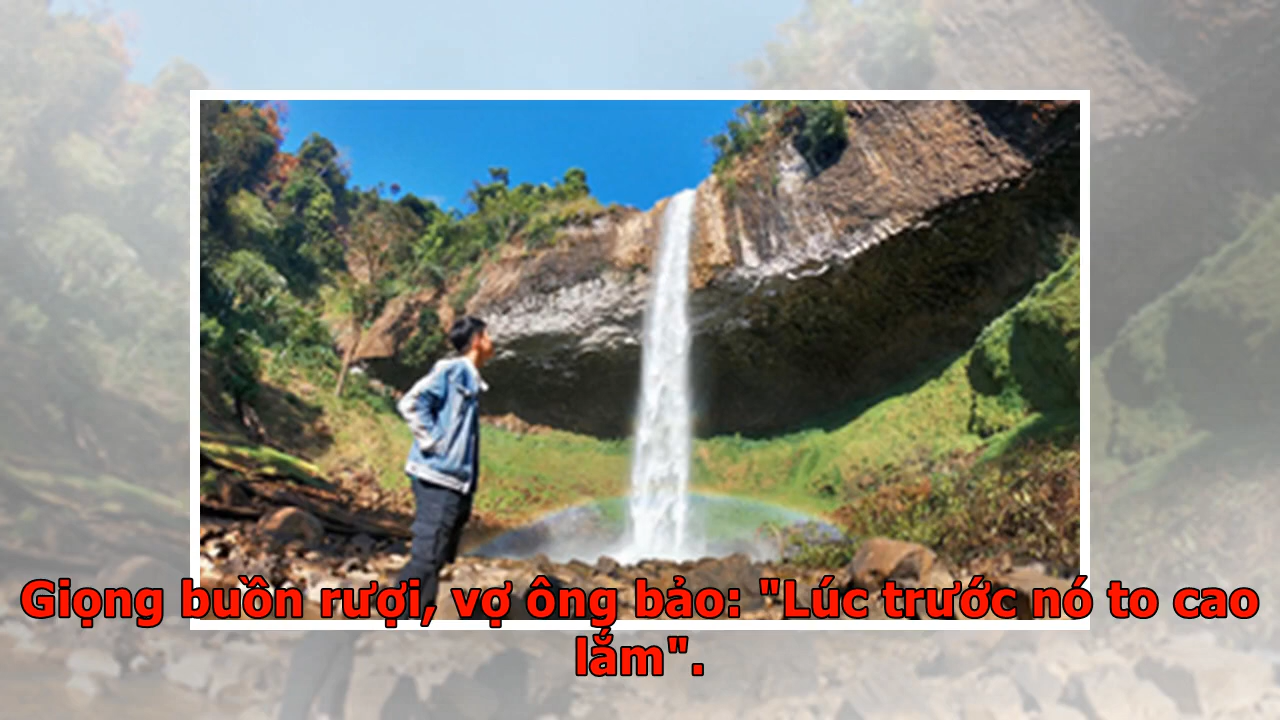 Giọng buồn rượi, vợ ông bảo: "Lúc trước nó to cao
lắm".